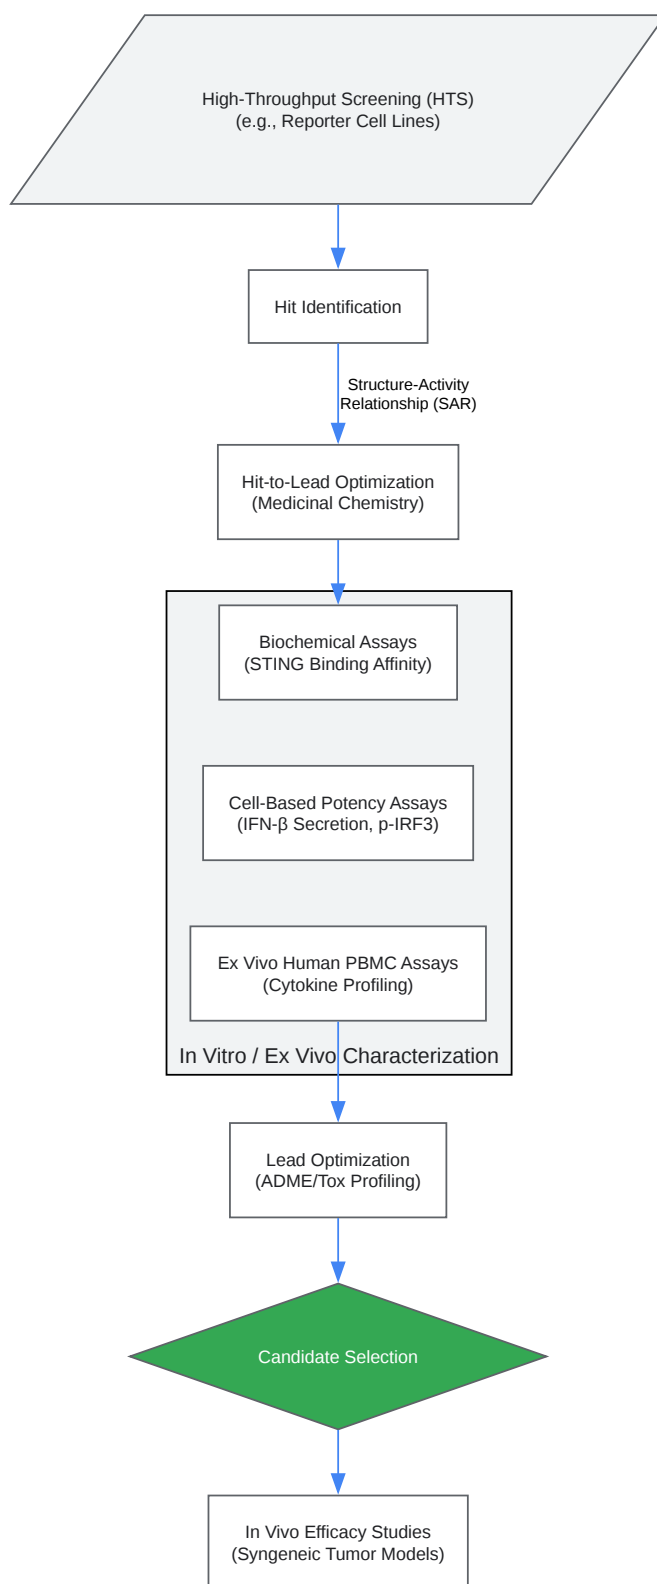 High-Throughput Screening (HTS)
(e.g., Reporter Cell Lines)
Hit Identification
Structure-Activity
Relationship (SAR)
Hit-to-Lead Optimization
(Medicinal Chemistry)
Biochemical Assays
(STING Binding Affinity)
Cell-Based Potency Assays
(IFN-β Secretion, p-IRF3)
Ex Vivo Human PBMC Assays
(Cytokine Profiling)
In Vitro / Ex Vivo Characterization
Lead Optimization
(ADME/Tox Profiling)
Candidate Selection
In Vivo Efficacy Studies
(Syngeneic Tumor Models)